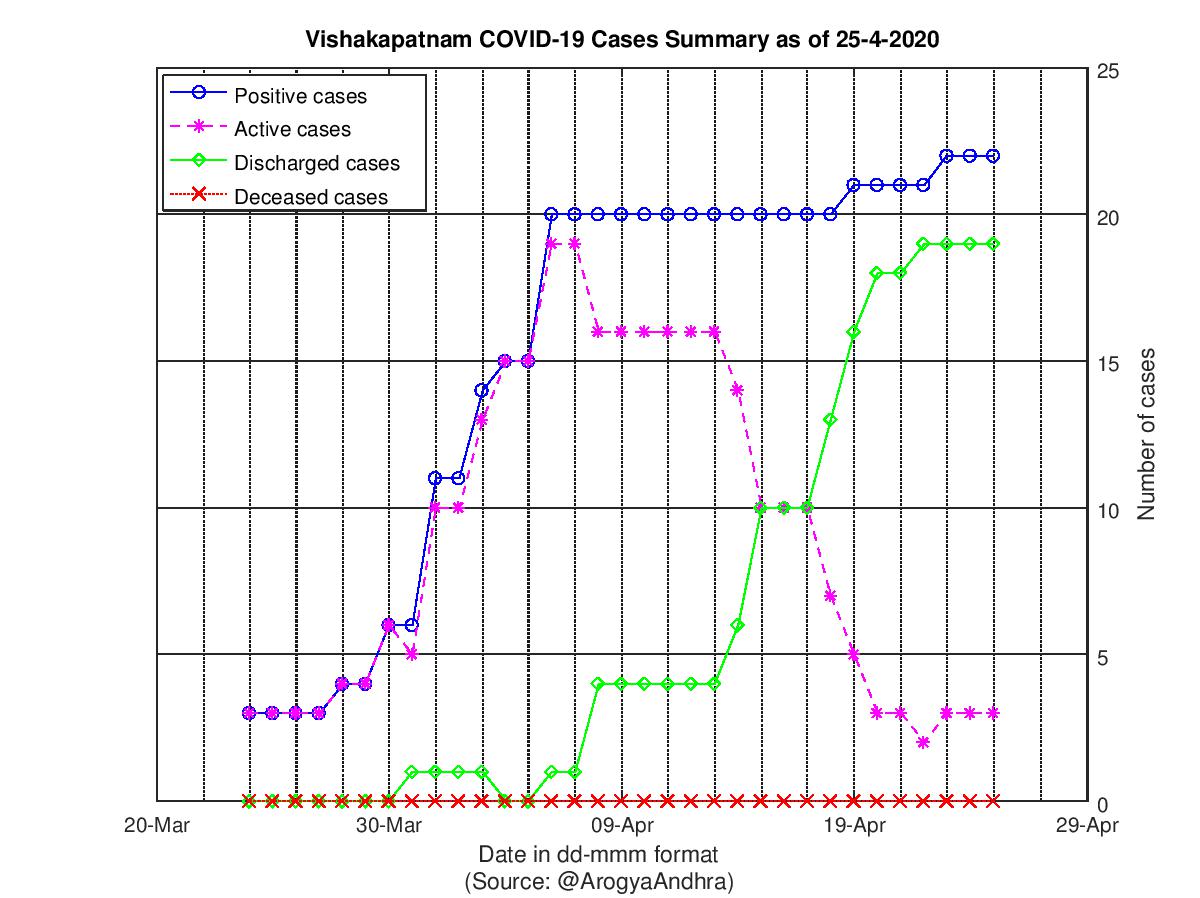 Vishakapatnam COVID-19 Cases Summary as of 25-4-2020
Positive cases
Active cases
Discharged cases
Deceased cases
25
20
15
10
5
0
Number of cases
20-Mar 30-Mar 09-Apr 19-Apr 29-Apr
Date in dd-mmm format
(Source: @ArogyaAndhra)